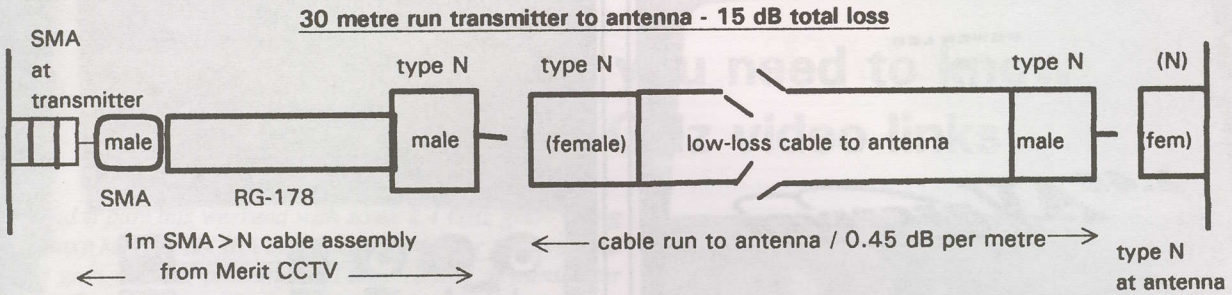 30 metre run transmitter to antenna - 15 dB total loss
SMA
at
transmitter
male
SMA
RG-178
type N
male
1m SMA>N cable assembly
from Merit CCTV
type N
(female)
low-loss cable to antenna
type N
male
(N)
(fem)
cable run to antenna / 0.45 dB per metre
type N
at antenna